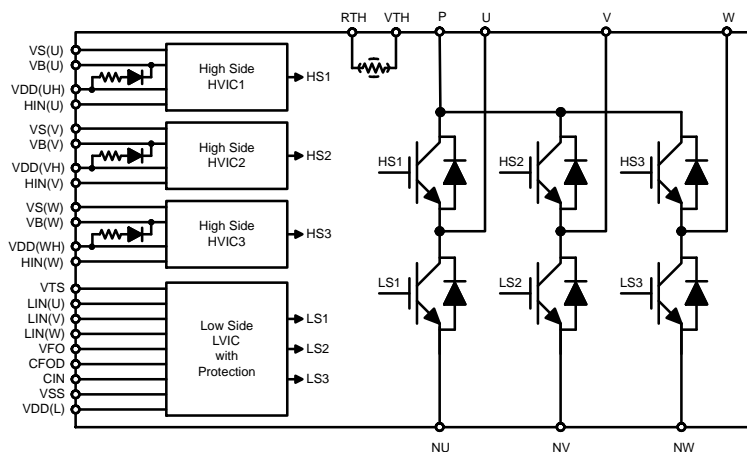 RTH VTH P U V W
VS(U)
VB(U)
VDD(UH)
HIN(U)
High Side
HVIC1
HS1
VS(V)
VB(V)
VDD(VH)
HIN(V)
High Side
HVIC2
HS2
VS(W)
VB(W)
VDD(WH)
HIN(W)
High Side
HVIC3
HS3
VTS
LIN(U)
LIN(V)
LIN(W)
VFO
CFOD
CIN
VSS
VDD(L)
Low Side
LVIC
with
Protection
LS1
LS2
LS3
HS1 HS2 HS3
LS1 LS2 LS3
NU NV NW